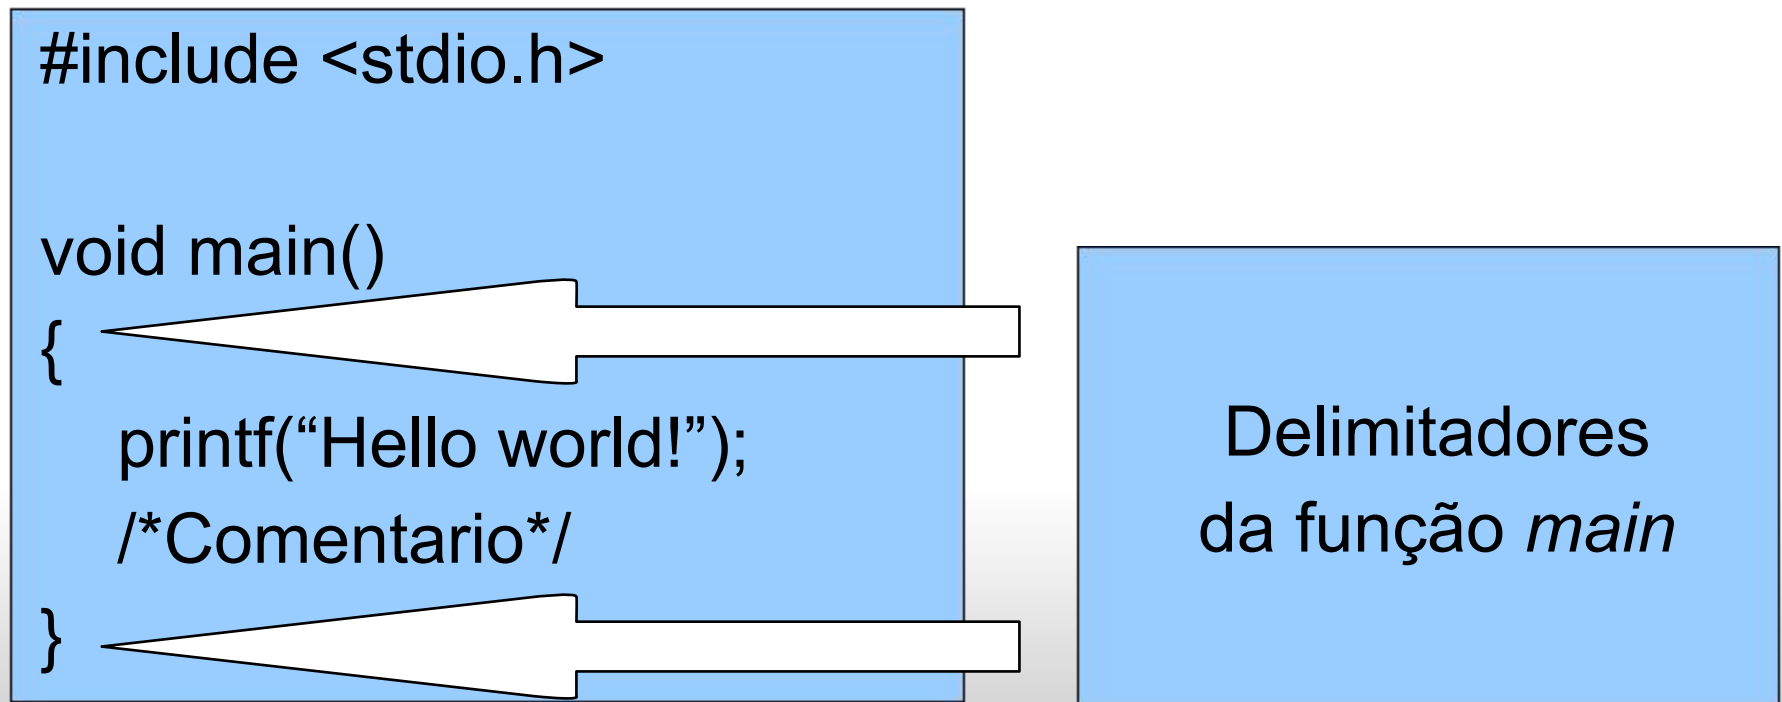 #include <stdio.h>
void main()
{
printf(“Hello world!”);
/*Comentario*/
}
Delimitadores
da função main